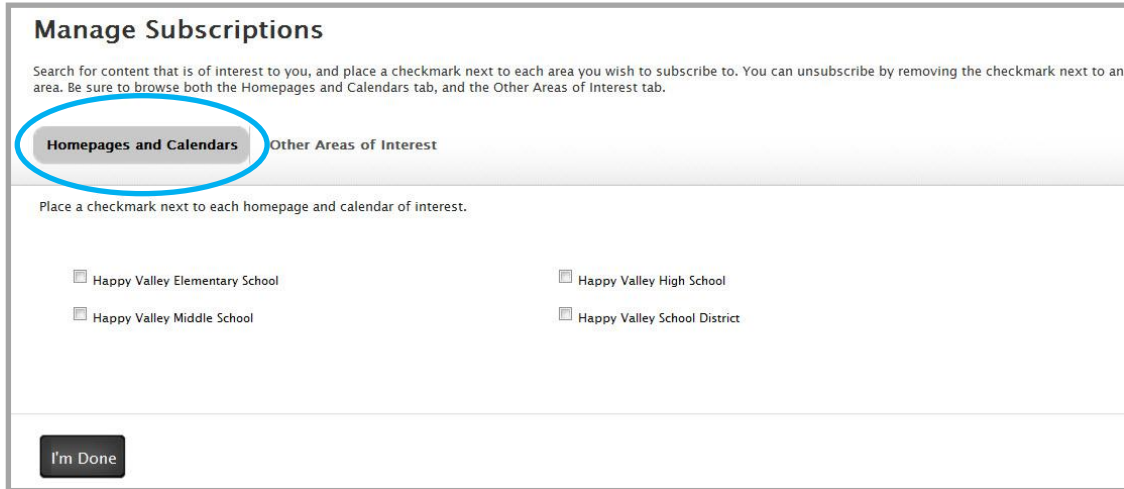 Manage Subscriptions
Search for content that is of interest to you, and place a checkmark next to each area you wish to subscribe to. You can unsubscribe by removing the checkmark next to an
area. Be sure to browse both the Homepages and Calendars tab, and the Other Areas of Interest tab.
Homepages and Calendars Other Areas of Interest
Place a checkmark next to each homepage and calendar of interest.
Happy Valley Elementary School Happy Valley High School
Happy Valley Middle School Happy Valley School District
I'm Done